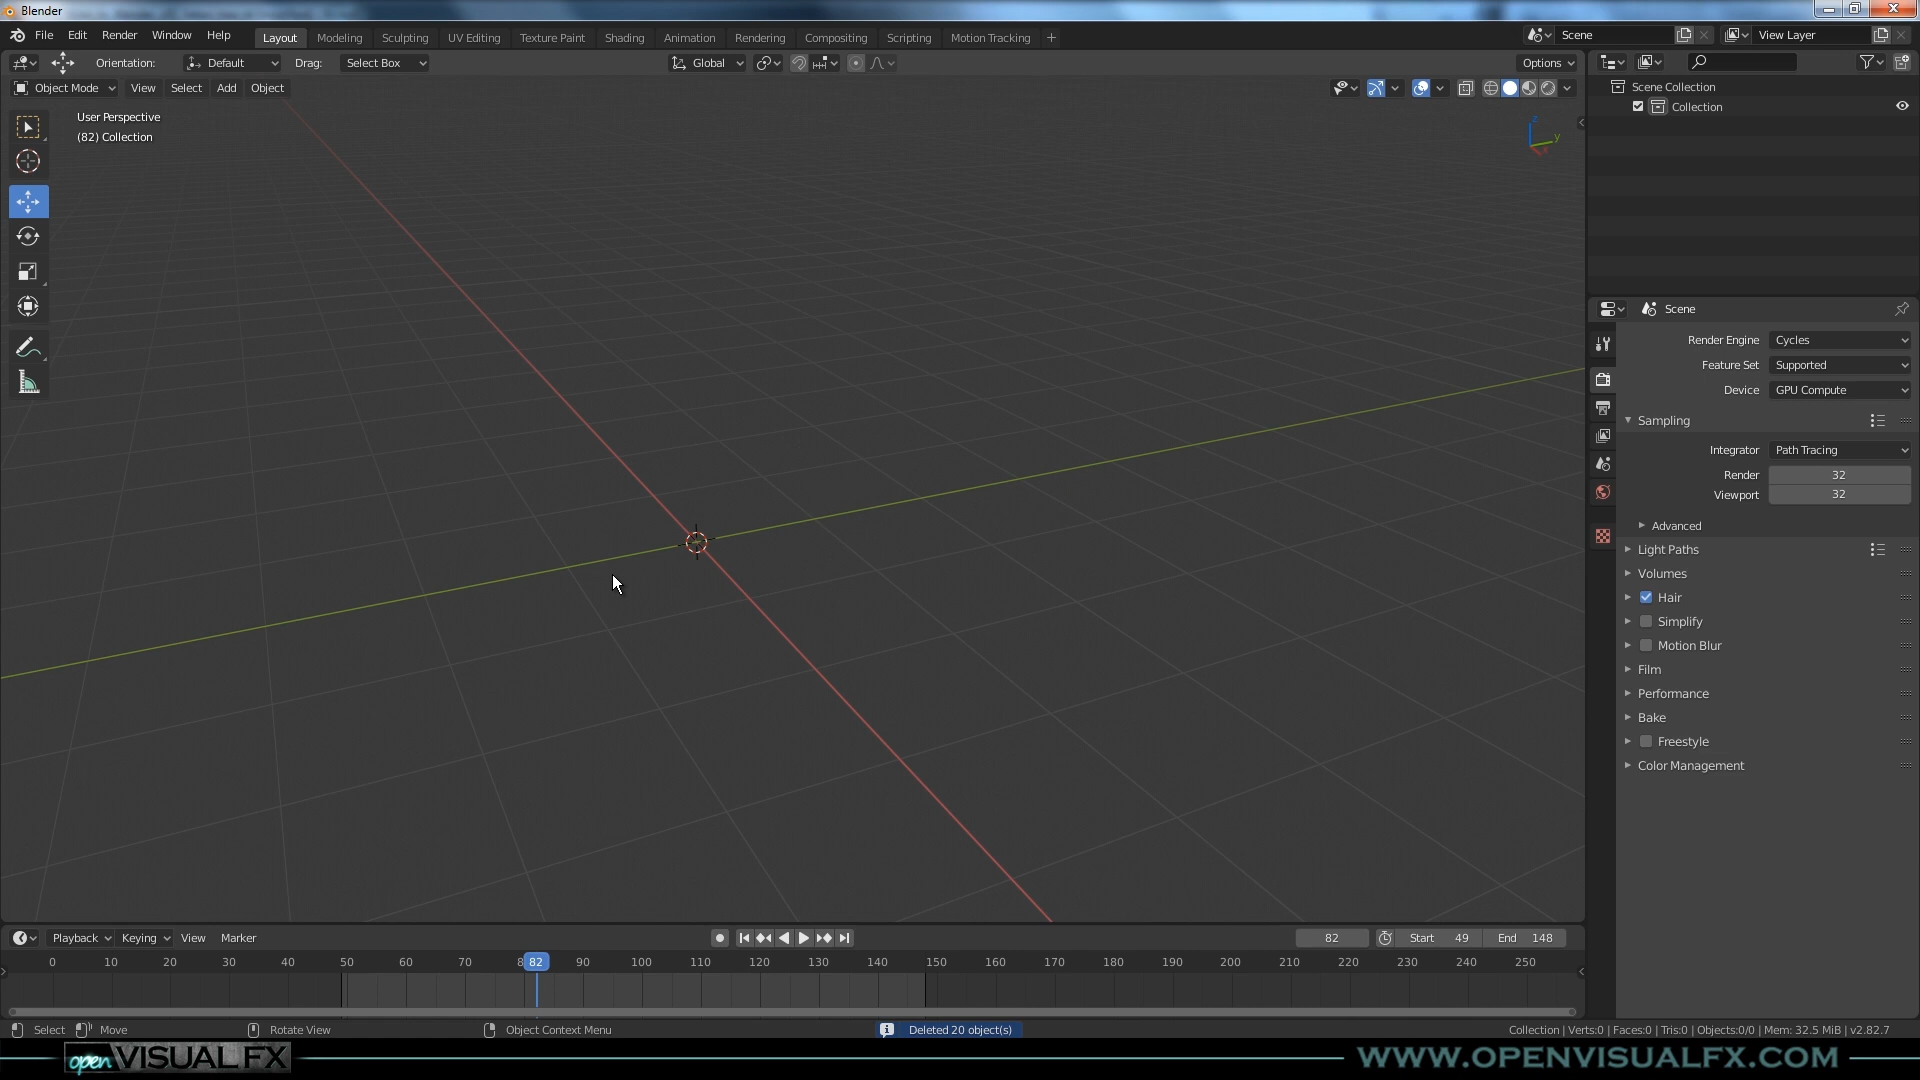 Blender
File Edit Render Window Help Layout Modeling Sculpting UV Editing Texture Paint Shading Animation Rendering Compositing Scripting Motion Tracking + Scene View Layer
Orientation: Default Drag: Select Box Global Options
Object Mode View Select Add Object
User Perspective
(82) Collection
z
y
Scene Collection
Collection
Scene
Render Engine Cycles
Feature Set Supported
Device GPU Compute
Sampling
Integrator Path Tracing
Render 32
Viewport 32
Advanced
Light Paths
Volumes
Hair
Simplify
Motion Blur
Film
Performance
Bake
Freestyle
Color Management
Playback Keying View Marker 82 Start 49 End 148
0 10 20 30 40 50 60 70 8 82 90 100 110 120 130 140 150 160 170 180 190 200 210 220 230 240 250
Select Move Rotate View Object Context Menu Deleted 20 object(s) Collection | Verts:0 | Faces:0 | Tris:0 | Objects:0/0 | Mem: 32.5 MiB | v2.82.7
open VISUALFX WWW.OPENVISUALFX.COM